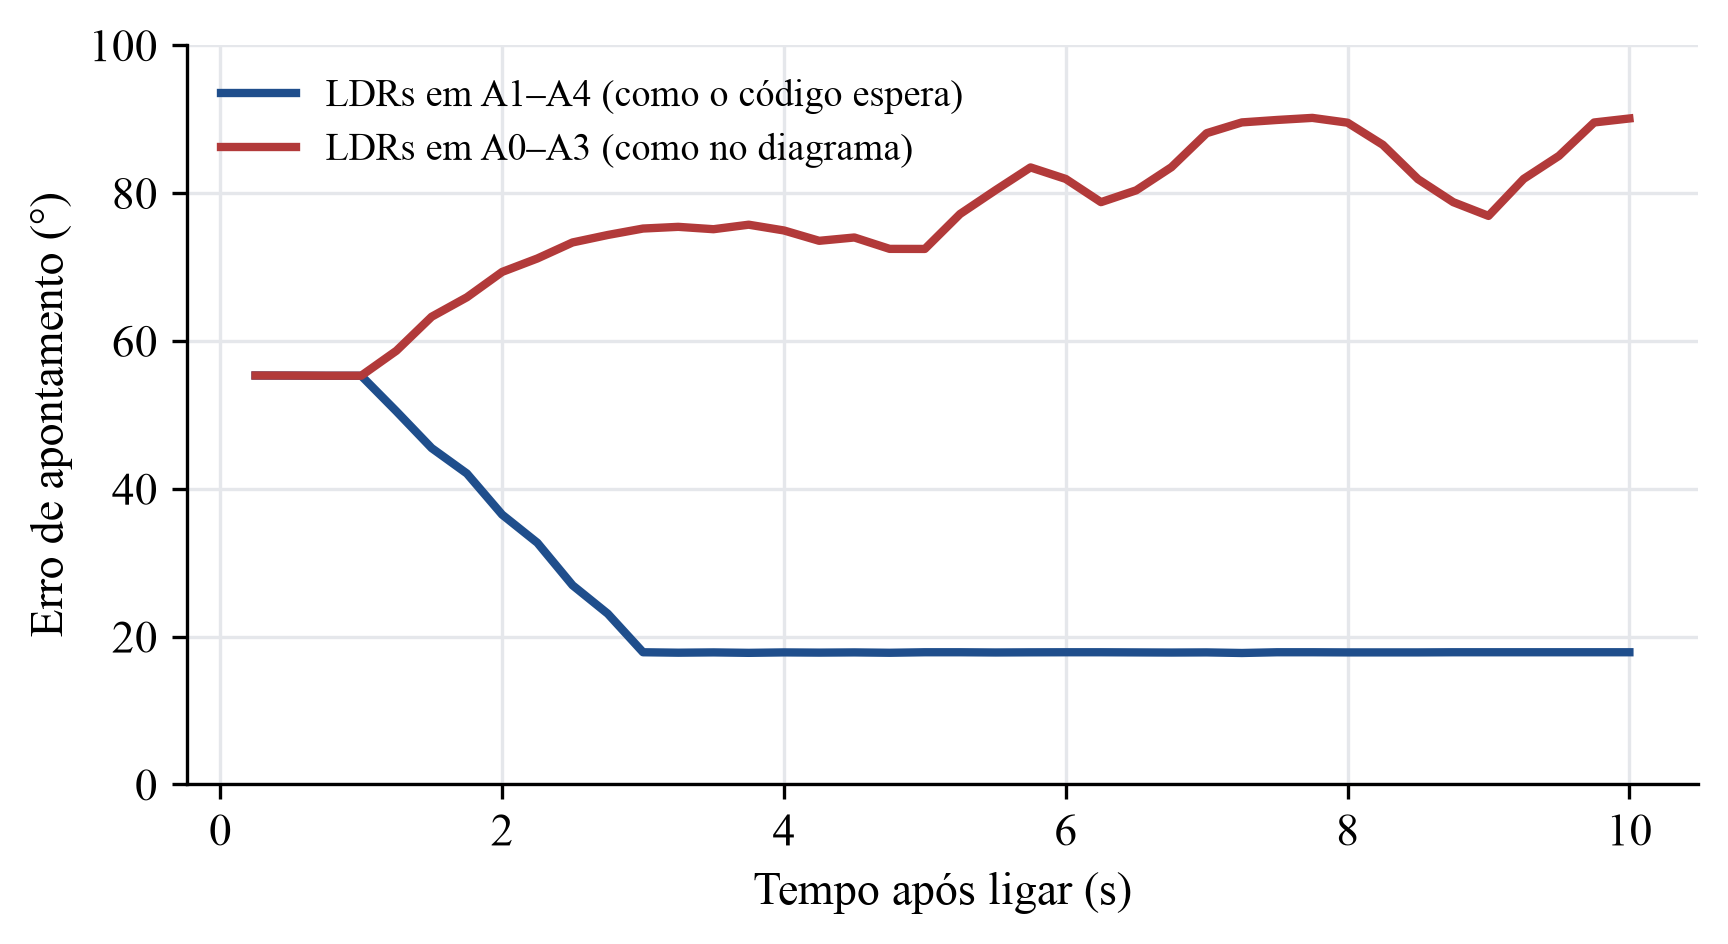 100
80
60
40
20
0
Erro de apontamento (°)
LDRs em A1–A4 (como o código espera)
LDRs em A0–A3 (como no diagrama)
0 2 4 6 8 10
Tempo após ligar (s)